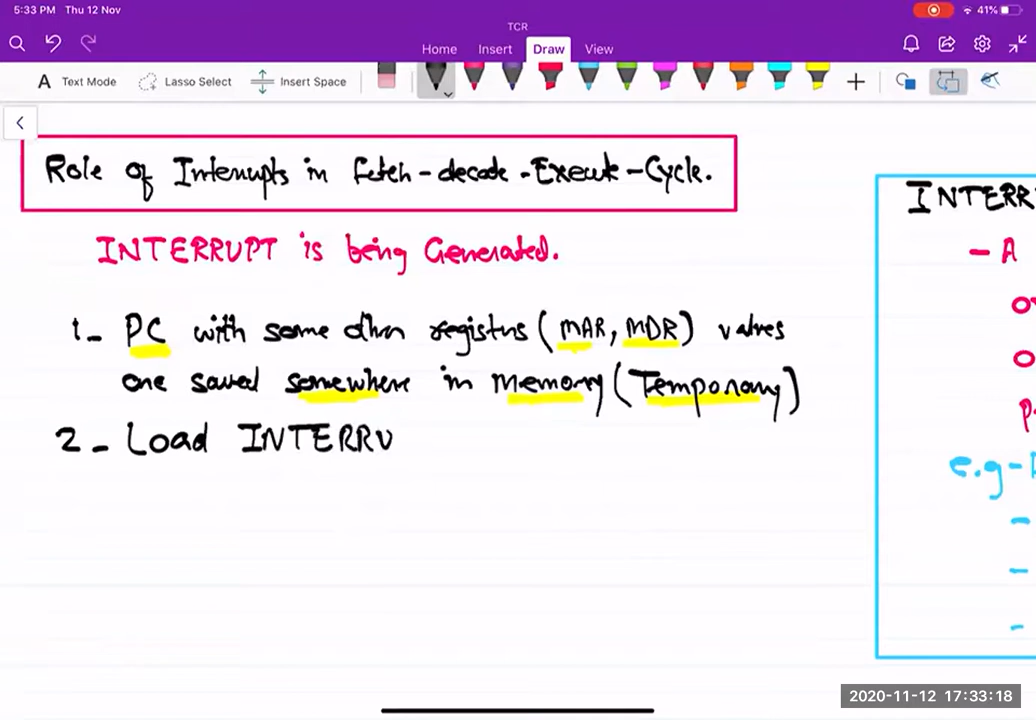 5:33 PM Thu 12 Nov
41%
TCR
Home Insert Draw View
Text Mode Lasso Select Insert Space
Role of Interrupts in Fetch-decode-Execute-Cycle.
INTERRUPT is being Generated.
1- PC with some other registers (MAR, MDR) values
are saved somewhere in Memory (Temporary)
2- Load INTERRU
INTERRU
- A
e.g-
2020-11-12 17:33:18